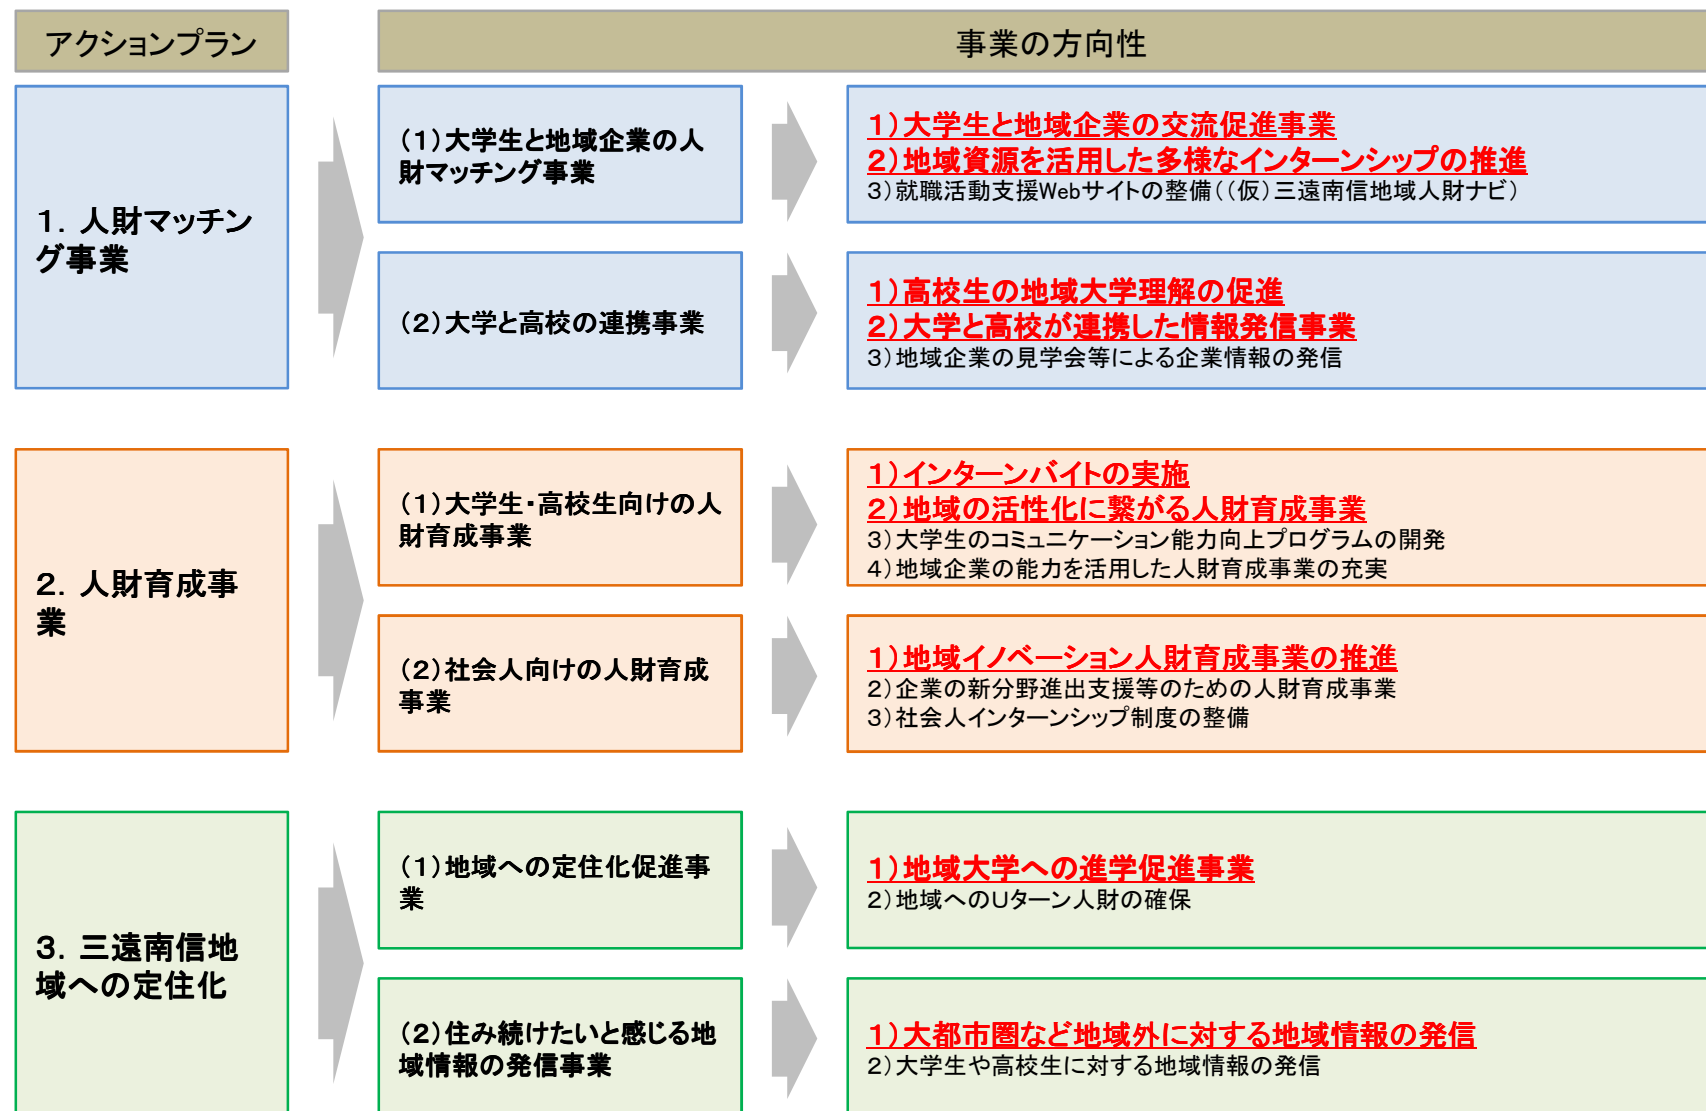 アクションプラン
事業の方向性
１．人財マッチン
グ事業
（１）大学生と地域企業の人
財マッチング事業
１）大学生と地域企業の交流促進事業
２）地域資源を活用した多様なインターンシップの推進
３）就職活動支援Webサイトの整備（（仮）三遠南信地域人財ナビ）
（２）大学と高校の連携事業
１）高校生の地域大学理解の促進
２）大学と高校が連携した情報発信事業
３）地域企業の見学会等による企業情報の発信
２．人財育成事
業
（１）大学生・高校生向けの人
財育成事業
１）インターンバイトの実施
２）地域の活性化に繋がる人財育成事業
３）大学生のコミュニケーション能力向上プログラムの開発
４）地域企業の能力を活用した人財育成事業の充実
（２）社会人向けの人財育成
事業
１）地域イノベーション人財育成事業の推進
２）企業の新分野進出支援等のための人財育成事業
３）社会人インターンシップ制度の整備
３．三遠南信地
域への定住化
（１）地域への定住化促進事
業
１）地域大学への進学促進事業
２）地域へのＵターン人財の確保
（２）住み続けたいと感じる地
域情報の発信事業
１）大都市圏など地域外に対する地域情報の発信
２）大学生や高校生に対する地域情報の発信